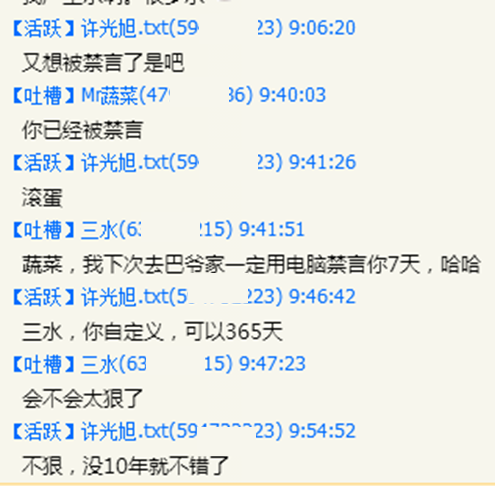 【活跃】许光旭.txt(59 23) 9:06:20
又想被禁言了是吧
【吐槽】Mr蔬菜(47 36) 9:40:03
你已经被禁言
【活跃】许光旭.txt(59 23) 9:41:26
滚蛋
【吐槽】三水(63 215) 9:41:51
蔬菜，我下次去巴爷家一定用电脑禁言你7天，哈哈
【活跃】许光旭.txt(5 223) 9:46:42
三水，你自定义，可以365天
【吐槽】三水(63 15) 9:47:23
会不会太狠了
【活跃】许光旭.txt(594 23) 9:54:52
不狠，没10年就不错了